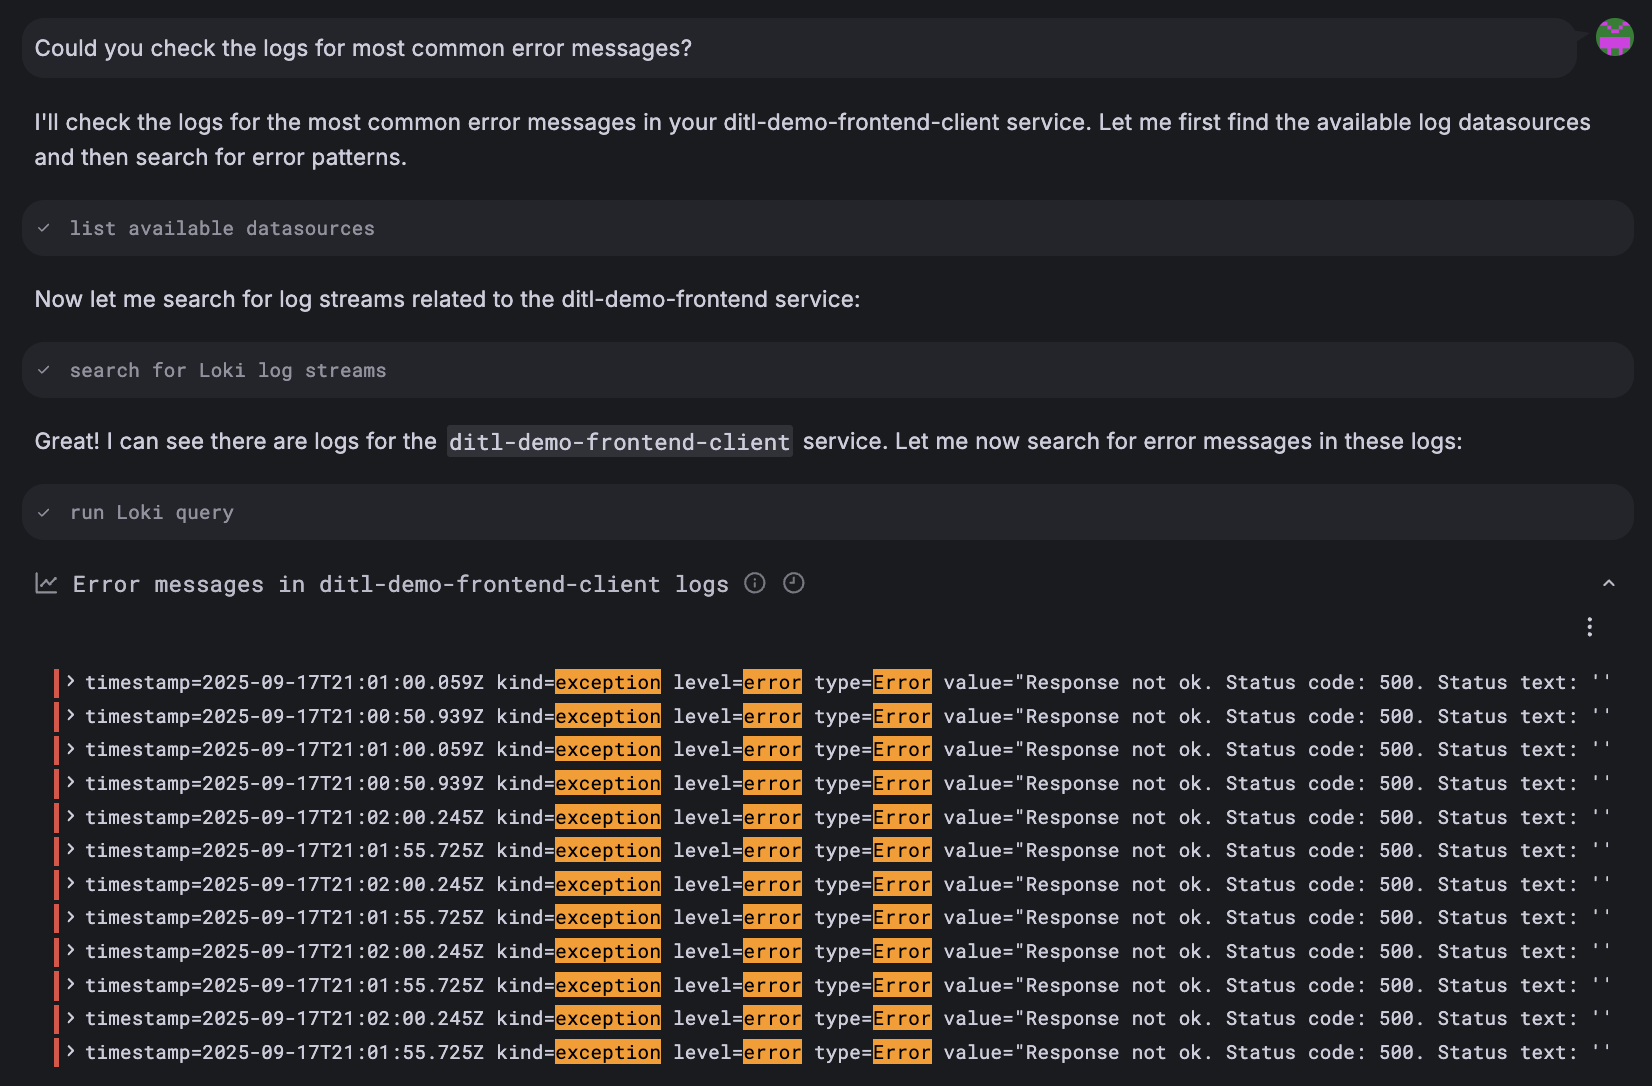 Could you check the logs for most common error messages?
I'll check the logs for the most common error messages in your ditl-demo-frontend-client service. Let me first find the available log datasources
and then search for error patterns.
list available datasources
Now let me search for log streams related to the ditl-demo-frontend service:
search for Loki log streams
Great! I can see there are logs for the ditl-demo-frontend-client service. Let me now search for error messages in these logs:
run Loki query
Error messages in ditl-demo-frontend-client logs
timestamp=2025-09-17T21:01:00.059Z kind=exception level=error type=Error value="Response not ok. Status code: 500. Status text: ''
timestamp=2025-09-17T21:00:50.939Z kind=exception level=error type=Error value="Response not ok. Status code: 500. Status text: ''
timestamp=2025-09-17T21:01:00.059Z kind=exception level=error type=Error value="Response not ok. Status code: 500. Status text: ''
timestamp=2025-09-17T21:00:50.939Z kind=exception level=error type=Error value="Response not ok. Status code: 500. Status text: ''
timestamp=2025-09-17T21:02:00.245Z kind=exception level=error type=Error value="Response not ok. Status code: 500. Status text: ''
timestamp=2025-09-17T21:01:55.725Z kind=exception level=error type=Error value="Response not ok. Status code: 500. Status text: ''
timestamp=2025-09-17T21:02:00.245Z kind=exception level=error type=Error value="Response not ok. Status code: 500. Status text: ''
timestamp=2025-09-17T21:01:55.725Z kind=exception level=error type=Error value="Response not ok. Status code: 500. Status text: ''
timestamp=2025-09-17T21:02:00.245Z kind=exception level=error type=Error value="Response not ok. Status code: 500. Status text: ''
timestamp=2025-09-17T21:01:55.725Z kind=exception level=error type=Error value="Response not ok. Status code: 500. Status text: ''
timestamp=2025-09-17T21:02:00.245Z kind=exception level=error type=Error value="Response not ok. Status code: 500. Status text: ''
timestamp=2025-09-17T21:01:55.725Z kind=exception level=error type=Error value="Response not ok. Status code: 500. Status text: ''